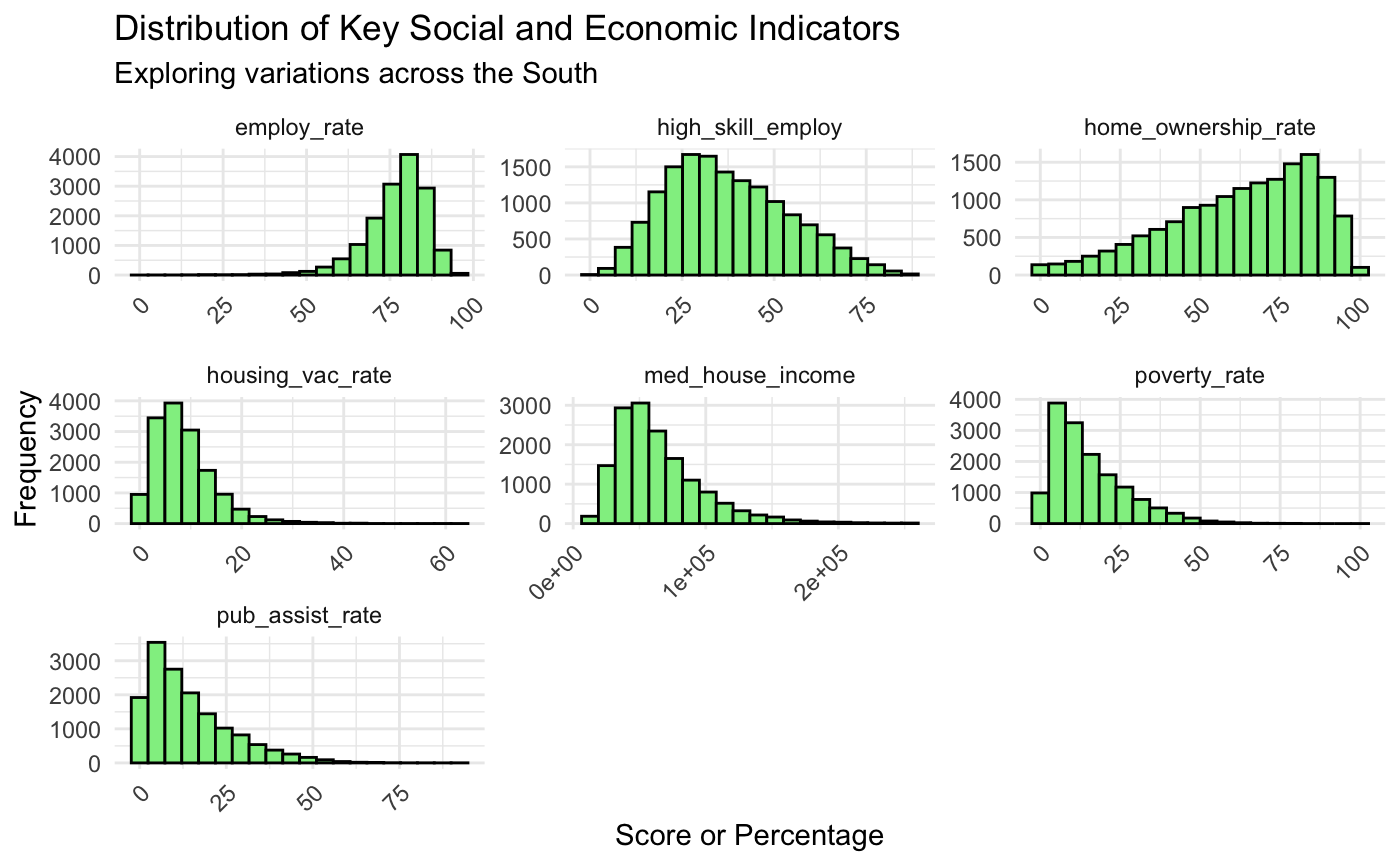 Distribution of Key Social and Economic Indicators
Exploring variations across the South
employ_rate
4000
3000
2000
1000
0
0 25 50 75 100
high_skill_employ
1500
1000
500
0
0 25 50 75
home_ownership_rate
1500
1000
500
0
0 25 50 75 100
housing_vac_rate
4000
3000
2000
1000
0
0 20 40 60
med_house_income
3000
2000
1000
0
0e+00 1e+05 2e+05
poverty_rate
4000
3000
2000
1000
0
0 25 50 75 100
pub_assist_rate
3000
2000
1000
0
0 25 50 75
Frequency
Score or Percentage